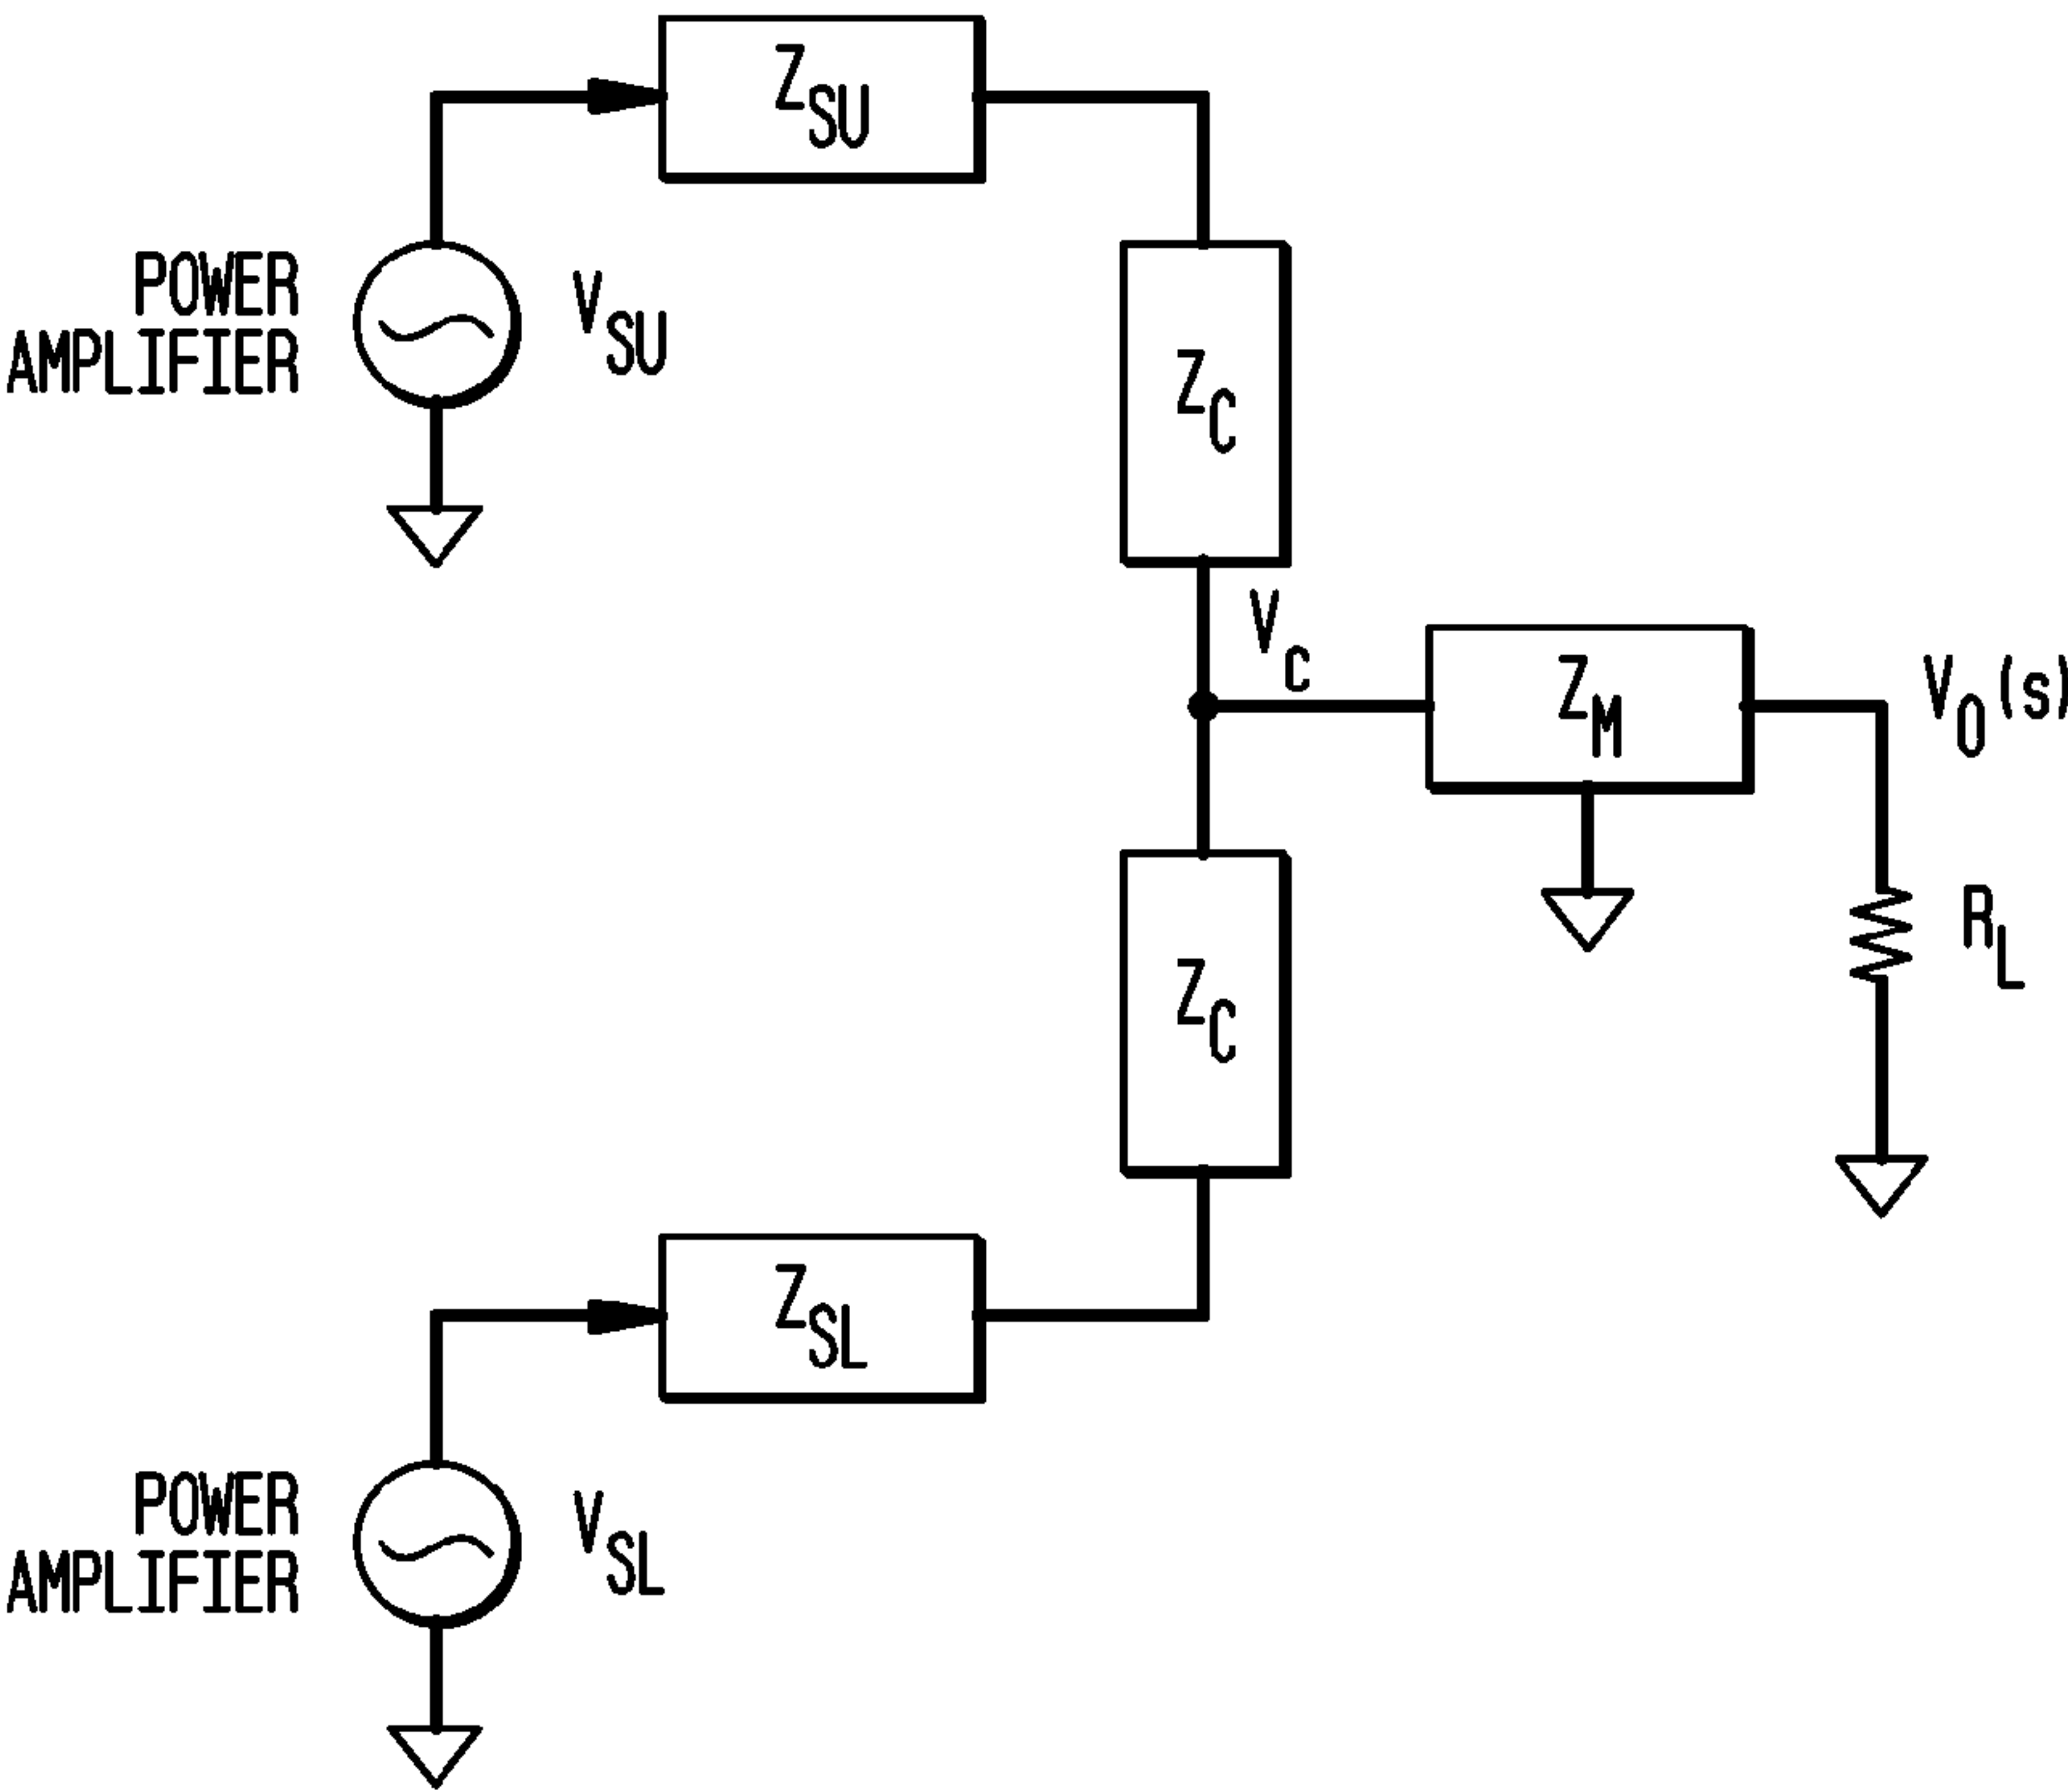 Z_SU
POWER
AMPLIFIER
V_SU
Z_C
V_C
Z_M
V_O(s)
R_L
Z_C
Z_SL
POWER
AMPLIFIER
V_SL